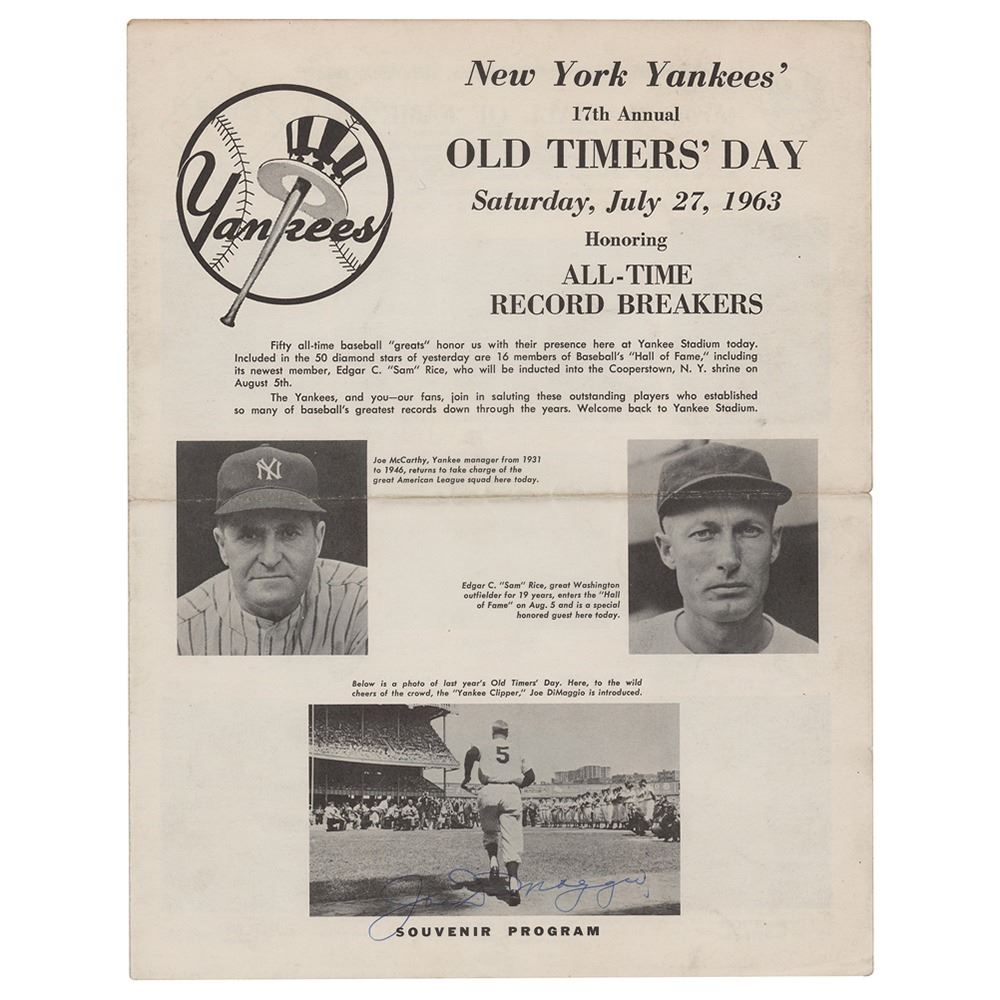 New York Yankees'
17th Annual
OLD TIMERS' DAY
Saturday, July 27, 1963
Honoring
ALL-TIME
RECORD BREAKERS
Yankees
Fifty all-time baseball "greats" honor us with their presence here at Yankee Stadium today.
Included in the 50 diamond stars of yesterday are 16 members of Baseball's "Hall of Fame," including
its newest member, Edgar C. "Sam" Rice, who will be inducted into the Cooperstown, N. Y. shrine on
August 5th.
The Yankees, and you—our fans, join in saluting these outstanding players who established
so many of baseball's greatest records down through the years. Welcome back to Yankee Stadium.
NY
Joe McCarthy, Yankee manager from 1931
to 1946, returns to take charge of the
great American League squad here today.
Edgar C. "Sam" Rice, great Washington
outfielder for 19 years, enters the "Hall
of Fame" on Aug. 5 and is a special
honored guest here today.
Below is a photo of last year's Old Timers' Day. Here, to the wild
cheers of the crowd, the "Yankee Clipper," Joe DiMaggio is introduced.
5
Joe DiMaggio
SOUVENIR PROGRAM